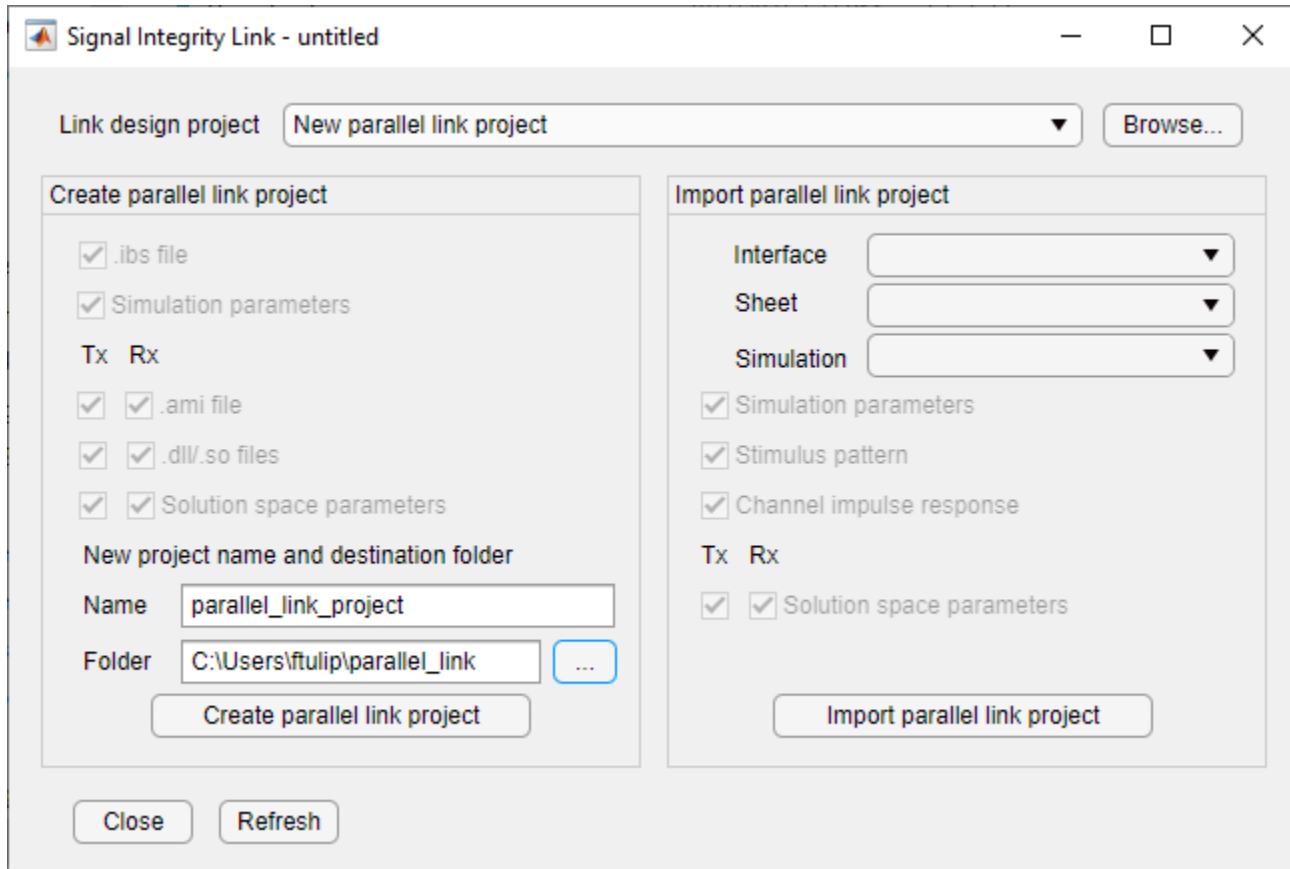 Signal Integrity Link - untitled
Link design project New parallel link project Browse...
Create parallel link project
.ibs file
Simulation parameters
Tx Rx
.ami file
.dll/.so files
Solution space parameters
New project name and destination folder
Name parallel_link_project
Folder C:\Users\ftulip\parallel_link ...
Create parallel link project
Import parallel link project
Interface
Sheet
Simulation
Simulation parameters
Stimulus pattern
Channel impulse response
Tx Rx
Solution space parameters
Import parallel link project
Close Refresh